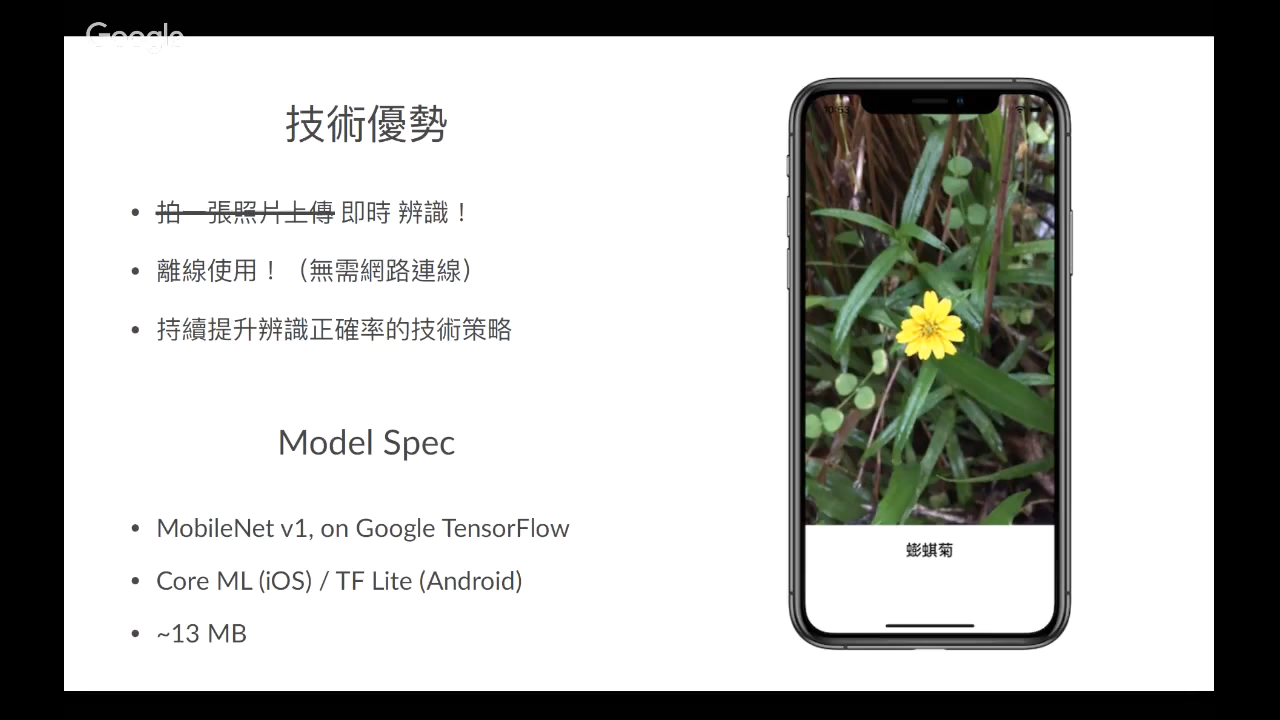 Google
技術優勢
• 拍一張照片上傳 即時 辨識！
• 離線使用！（無需網路連線）
• 持續提升辨識正確率的技術策略
Model Spec
• MobileNet v1, on Google TensorFlow
• Core ML (iOS) / TF Lite (Android)
• ~13 MB
10:53
蟛蜞菊